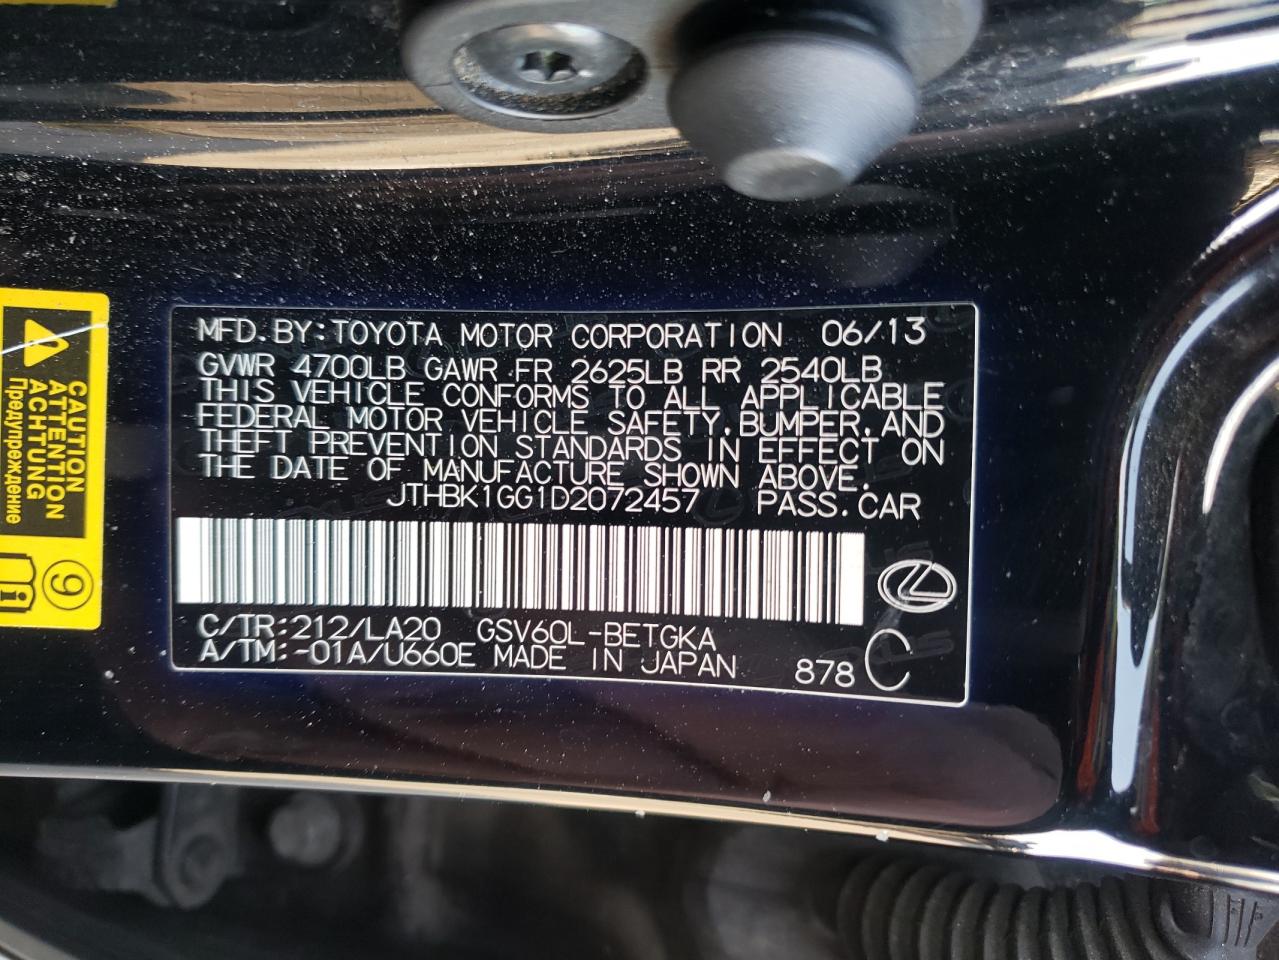 MFD.BY:TOYOTA MOTOR CORPORATION 06/13
GVWR 4700LB GAWR FR 2625LB RR 2540LB
THIS VEHICLE CONFORMS TO ALL APPLICABLE
FEDERAL MOTOR VEHICLE SAFETY,BUMPER,AND
THEFT PREVENTION STANDARDS IN EFFECT ON
THE DATE OF MANUFACTURE SHOWN ABOVE.
JTHBK1GG1D2072457 PASS.CAR
C/TR:212/LA20 GSV60L-BETGKA
A/TM:-01A/U660E MADE IN JAPAN 878 C
CAUTION
ATTENTION
ACHTUNG
Предупреждение
9
i